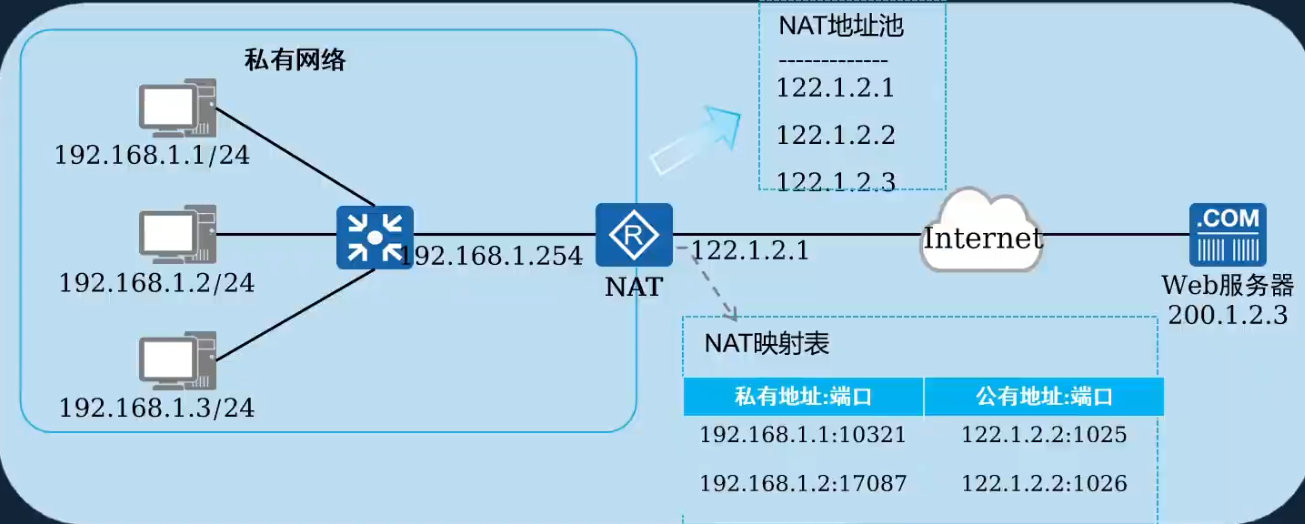 私有网络
192.168.1.1/24
192.168.1.2/24
192.168.1.3/24
192.168.1.254
R
NAT
122.1.2.1
NAT地址池
-------------
122.1.2.1
122.1.2.2
122.1.2.3
Internet
.COM
Web服务器
200.1.2.3
NAT映射表
私有地址:端口 公有地址:端口
192.168.1.1:10321 122.1.2.2:1025
192.168.1.2:17087 122.1.2.2:1026